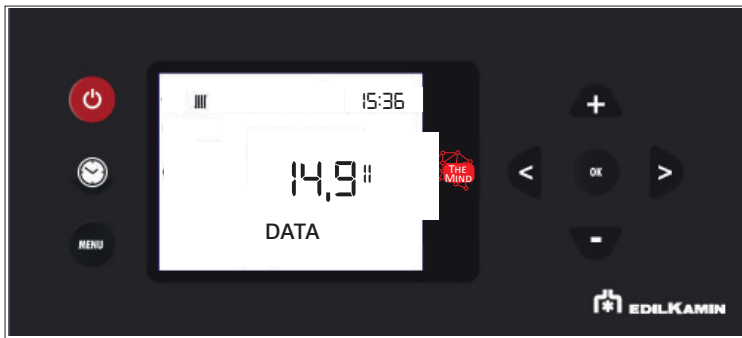 15:36
THE
MIND
< OK >
+
14,9"
DATA
MENU
-
EDILKAMIN